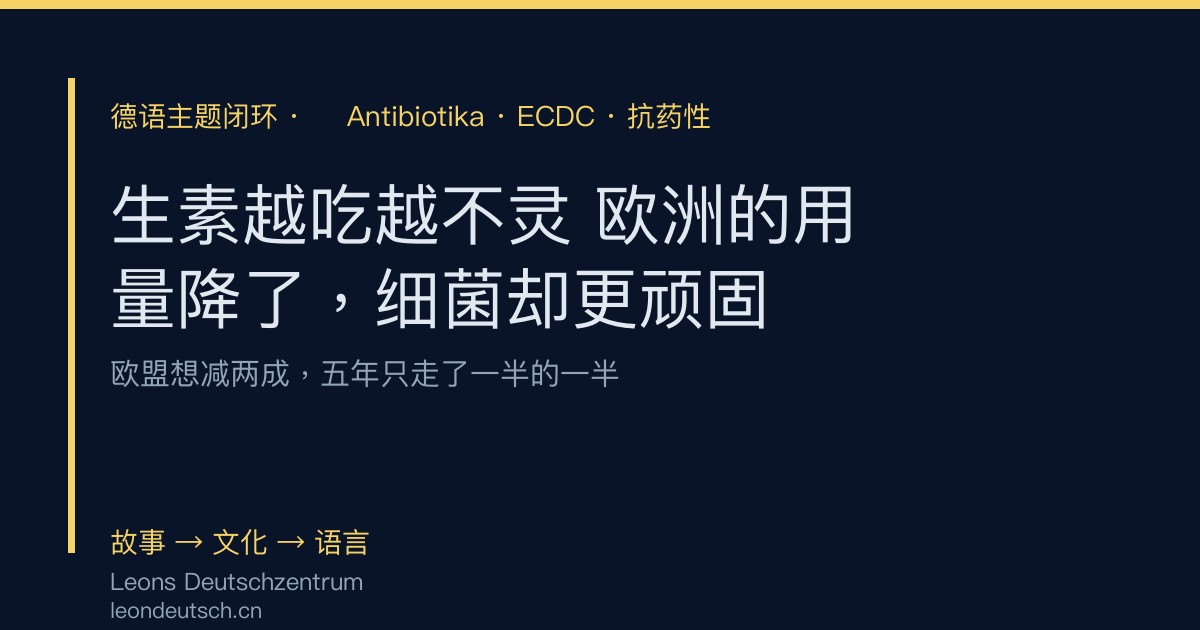 德语主题闭环 · Antibiotika · ECDC · 抗药性
生素越吃越不灵 欧洲的用
量降了，细菌却更顽固
欧盟想减两成，五年只走了一半的一半
故事 → 文化 → 语言
Leons Deutschzentrum
leondeutsch.cn